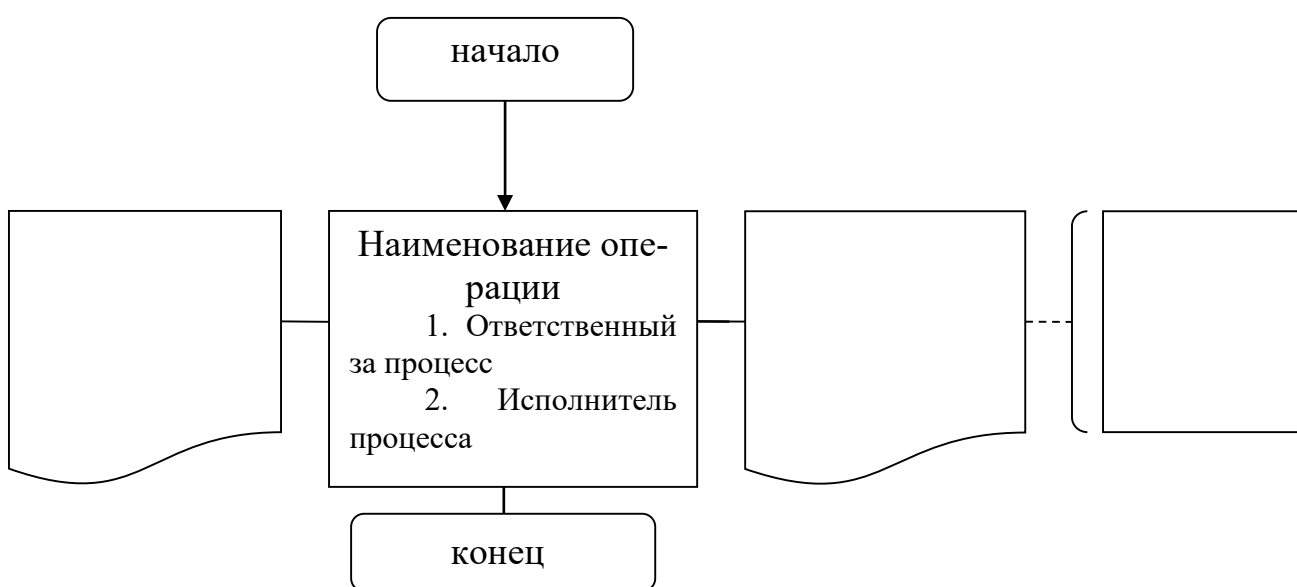 начало
Наименование опе-
рации
1. Ответственный
за процесс
2. Исполнитель
процесса
конец